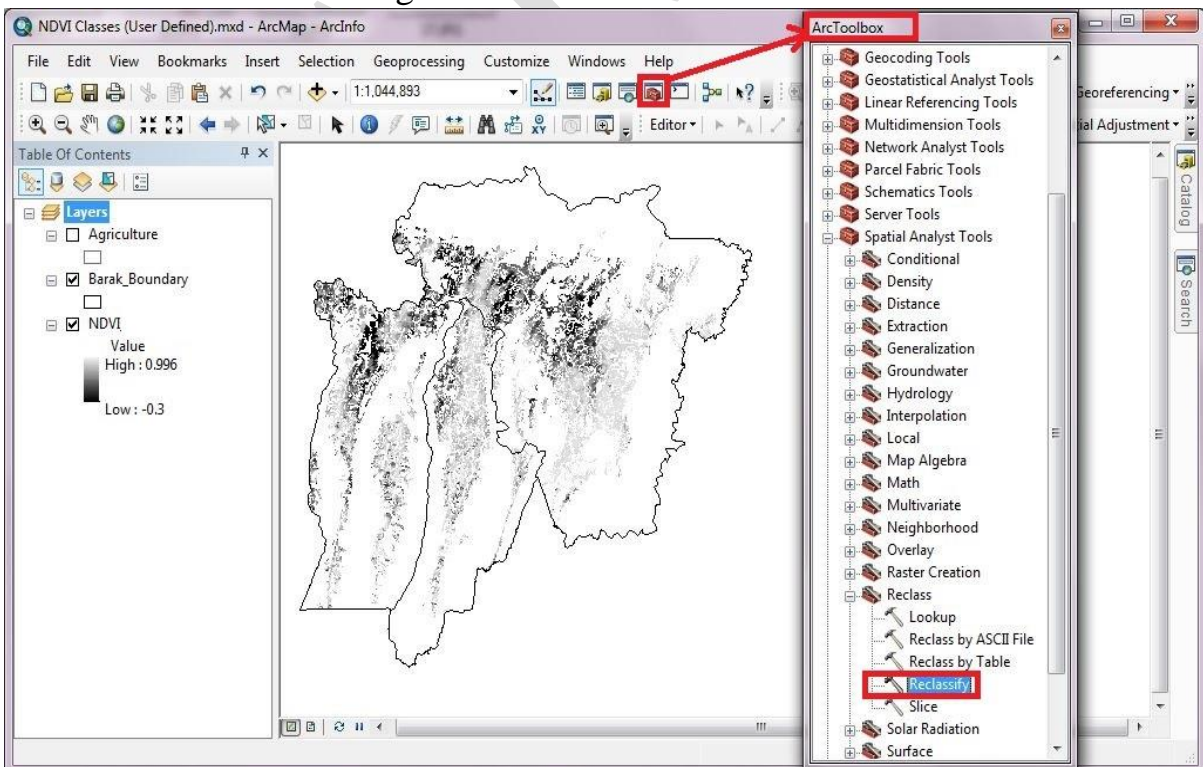 NDVI Classes (User Defined).mxd - ArcMap - ArcInfo
File Edit View Bookmarks Insert Selection Geoprocessing Customize Windows Help
1:1,044,893
Georeferencing
Editor
ial Adjustment
Table Of Contents
Layers
Agriculture
Barak_Boundary
NDVI
Value
High : 0.996
Low : -0.3
ArcToolbox
Geocoding Tools
Geostatistical Analyst Tools
Linear Referencing Tools
Multidimension Tools
Network Analyst Tools
Parcel Fabric Tools
Schematics Tools
Server Tools
Spatial Analyst Tools
Conditional
Density
Distance
Extraction
Generalization
Groundwater
Hydrology
Interpolation
Local
Map Algebra
Math
Multivariate
Neighborhood
Overlay
Raster Creation
Reclass
Lookup
Reclass by ASCII File
Reclass by Table
Reclassify
Slice
Solar Radiation
Surface
Catalog
Search